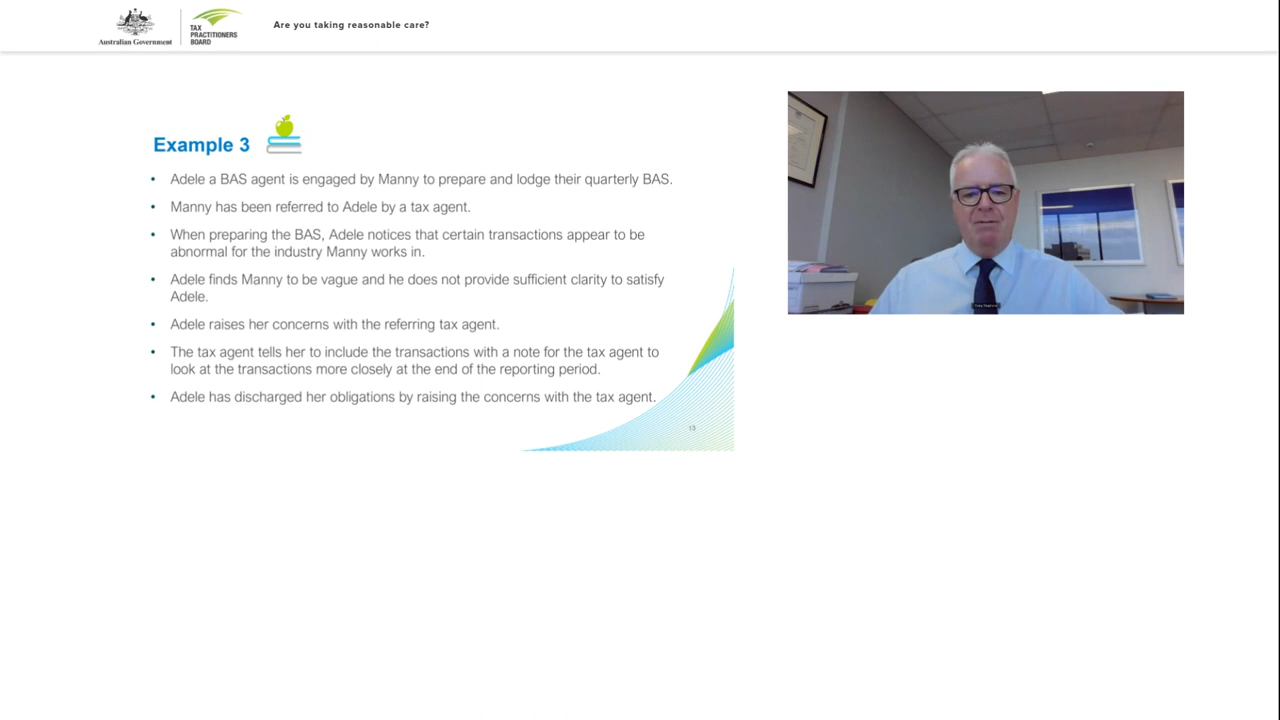 Are you taking reasonable care?
Australian Government
TAX
PRACTITIONERS
BOARD
Example 3
• Adele a BAS agent is engaged by Manny to prepare and lodge their quarterly BAS.
• Manny has been referred to Adele by a tax agent.
• When preparing the BAS, Adele notices that certain transactions appear to be
abnormal for the industry Manny works in.
• Adele finds Manny to be vague and he does not provide sufficient clarity to satisfy
Adele.
• Adele raises her concerns with the referring tax agent.
• The tax agent tells her to include the transactions with a note for the tax agent to
look at the transactions more closely at the end of the reporting period.
• Adele has discharged her obligations by raising the concerns with the tax agent.
13